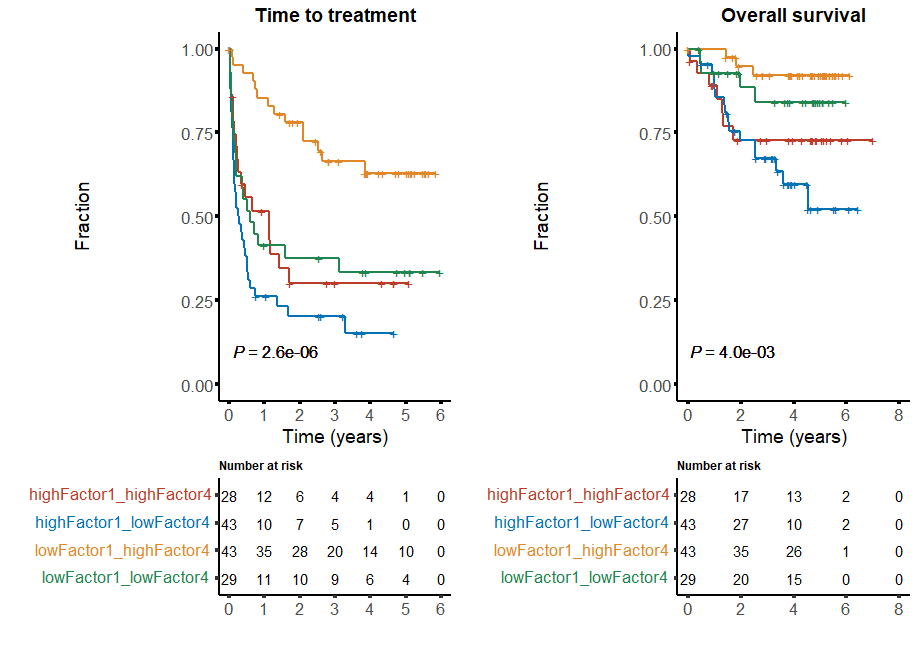 Time to treatment
Fraction
1.00
0.75
0.50
0.25
0.00
P = 2.6e-06
0 1 2 3 4 5 6
Time (years)
Number at risk
highFactor1_highFactor4 28 12 6 4 4 1 0
highFactor1_lowFactor4 43 10 7 5 1 0 0
lowFactor1_highFactor4 43 35 28 20 14 10 0
lowFactor1_lowFactor4 29 11 10 9 6 4 0
0 1 2 3 4 5 6
Overall survival
Fraction
1.00
0.75
0.50
0.25
0.00
P = 4.0e-03
0 2 4 6 8
Time (years)
Number at risk
highFactor1_highFactor4 28 17 13 2 0
highFactor1_lowFactor4 43 27 10 2 0
lowFactor1_highFactor4 43 35 26 1 0
lowFactor1_lowFactor4 29 20 15 0 0
0 2 4 6 8